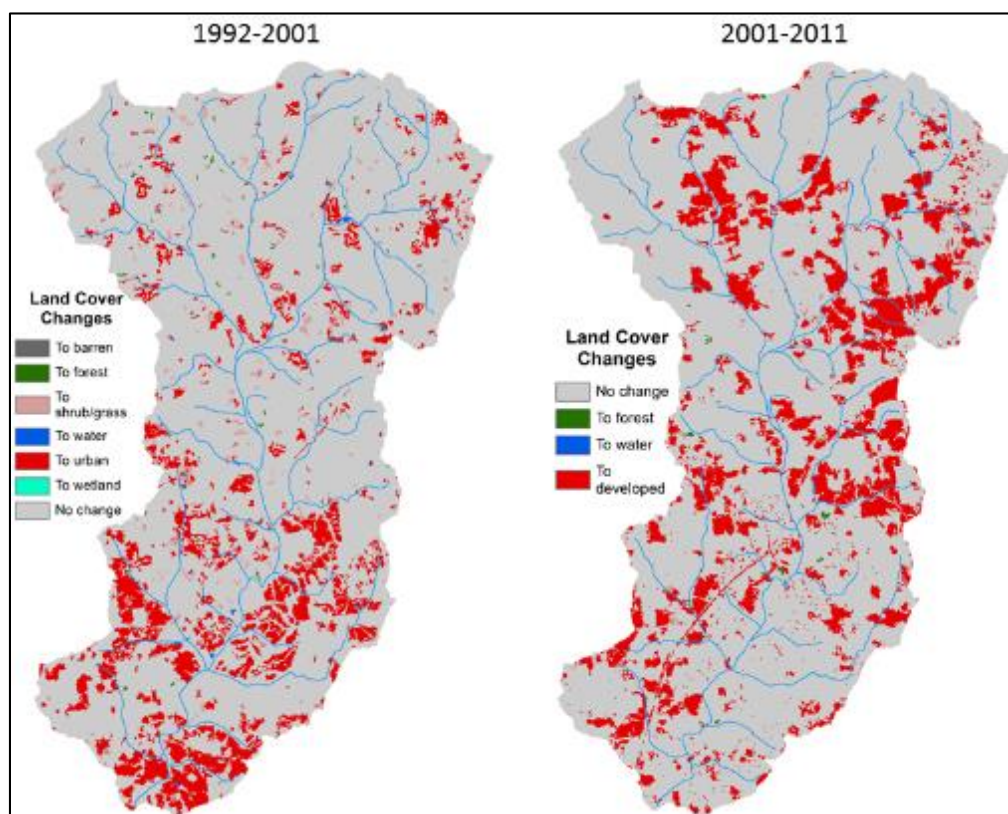 1992-2001
2001-2011
Land Cover
Changes
To barren
To forest
To
shrub/grass
To water
To urban
To wetland
No change
Land Cover
Changes
No change
To forest
To water
To
developed